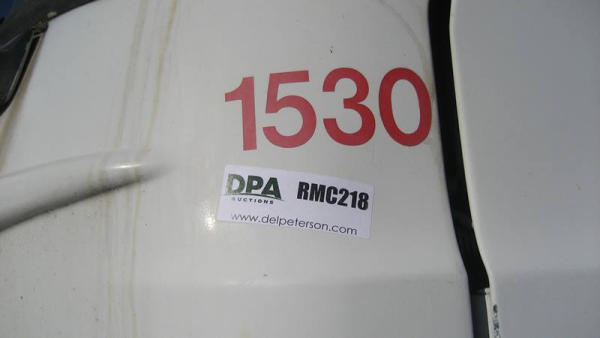 1530
DPA RMC218
AUCTIONS
www.delpeterson.com